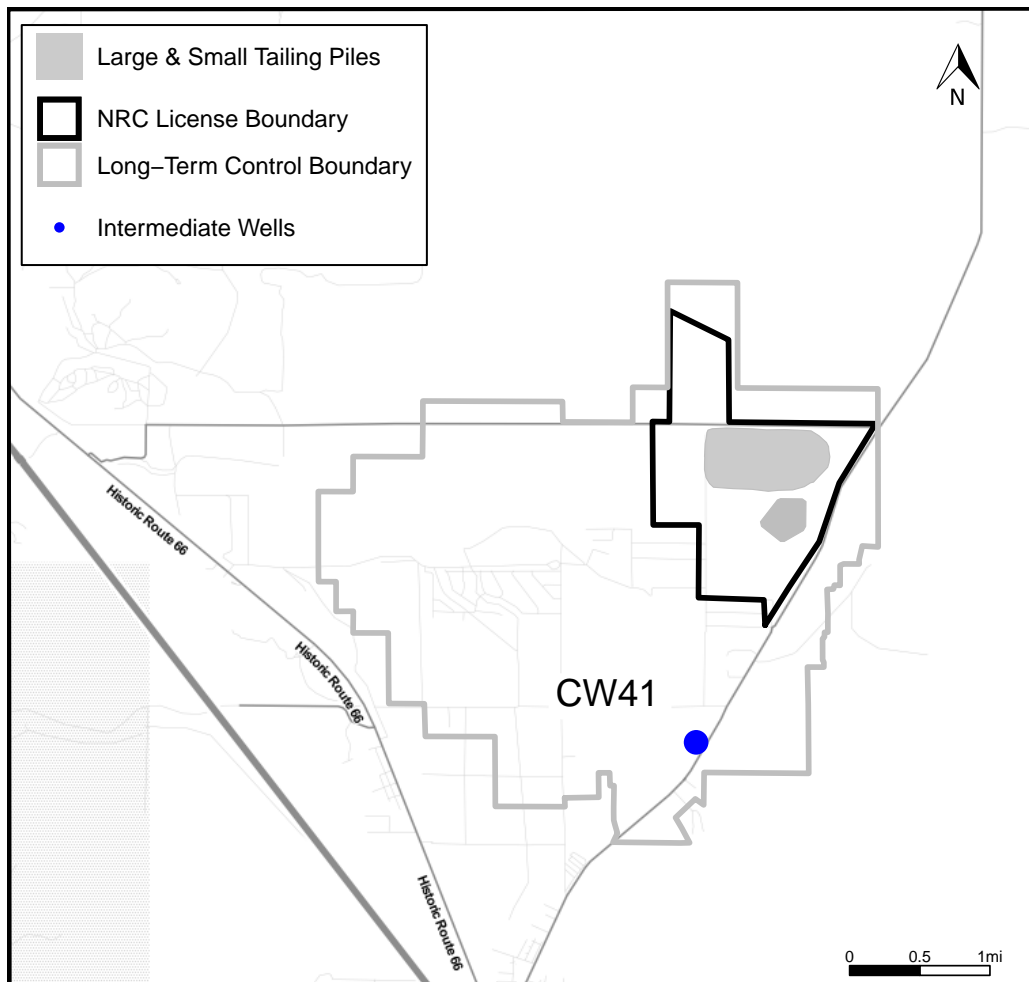 Large & Small Tailing Piles
NRC License Boundary
Long−Term Control Boundary
Intermediate Wells
N
Historic Route 66
Historic Route 66
CW41
Historic Route 66
0 0.5 1mi